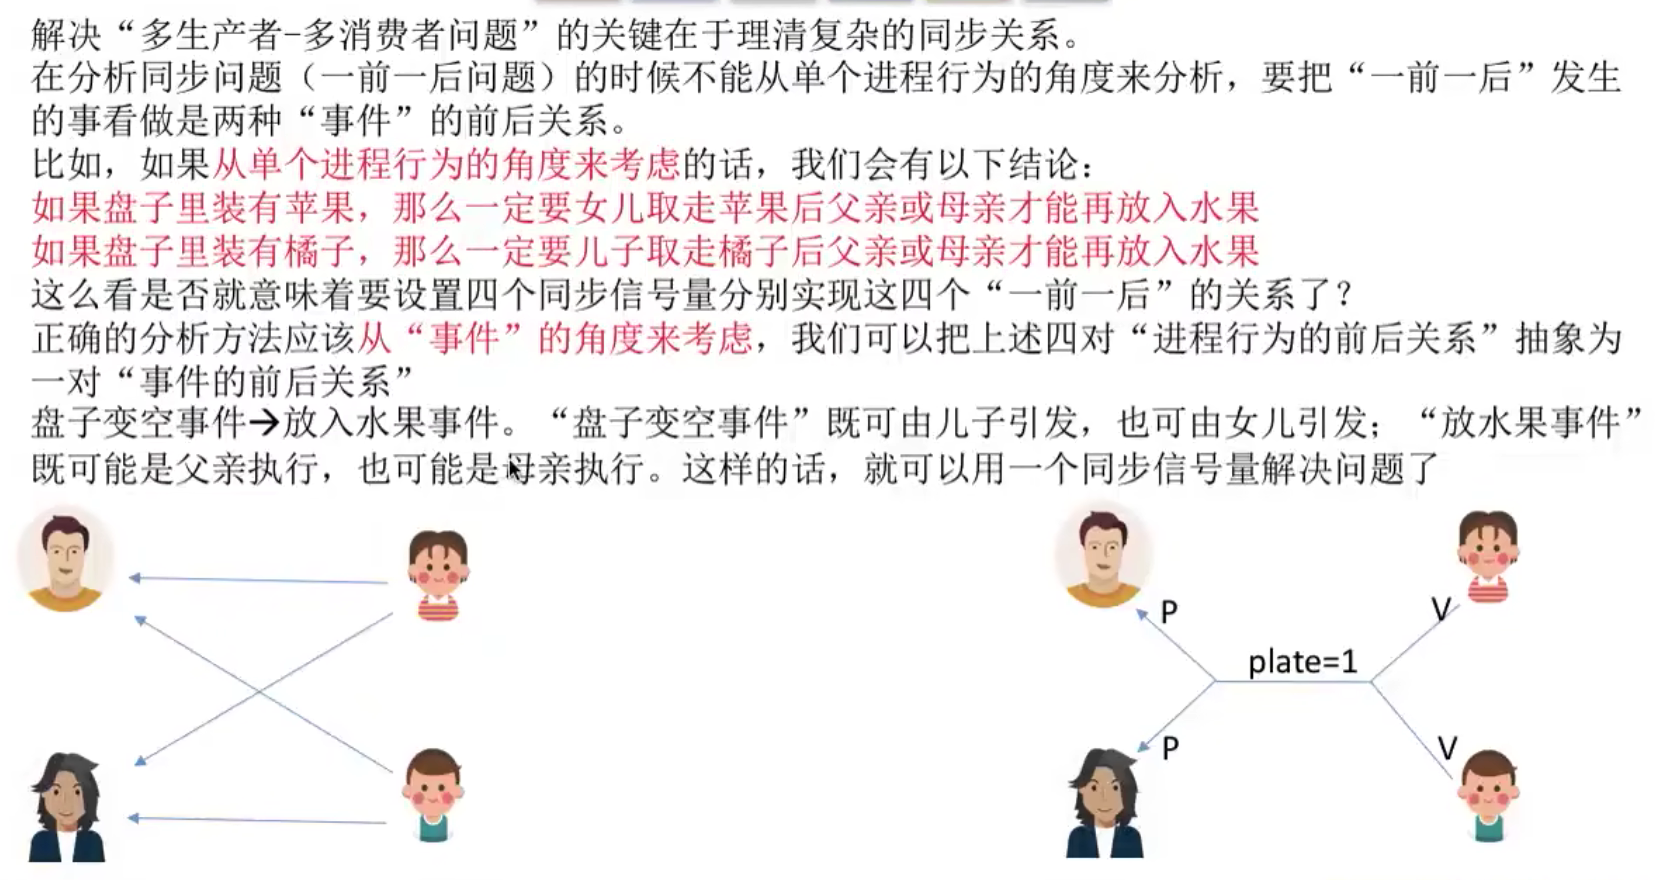 解决“多生产者-多消费者问题”的关键在于理清复杂的同步关系。
在分析同步问题（一前一后问题）的时候不能从单个进程行为的角度来分析，要把“一前一后”发生
的事看做是两种“事件”的前后关系。
比如，如果从单个进程行为的角度来考虑的话，我们会有以下结论：
如果盘子里装有苹果，那么一定要女儿取走苹果后父亲或母亲才能再放入水果
如果盘子里装有橘子，那么一定要儿子取走橘子后父亲或母亲才能再放入水果
这么看是否就意味着要设置四个同步信号量分别实现这四个“一前一后”的关系了？
正确的分析方法应该从“事件”的角度来考虑，我们可以把上述四对“进程行为的前后关系”抽象为
一对“事件的前后关系”
盘子变空事件→放入水果事件。“盘子变空事件”既可由儿子引发，也可由女儿引发；“放水果事件”
既可能是父亲执行，也可能是母亲执行。这样的话，就可以用一个同步信号量解决问题了
P
V
plate=1
P
V